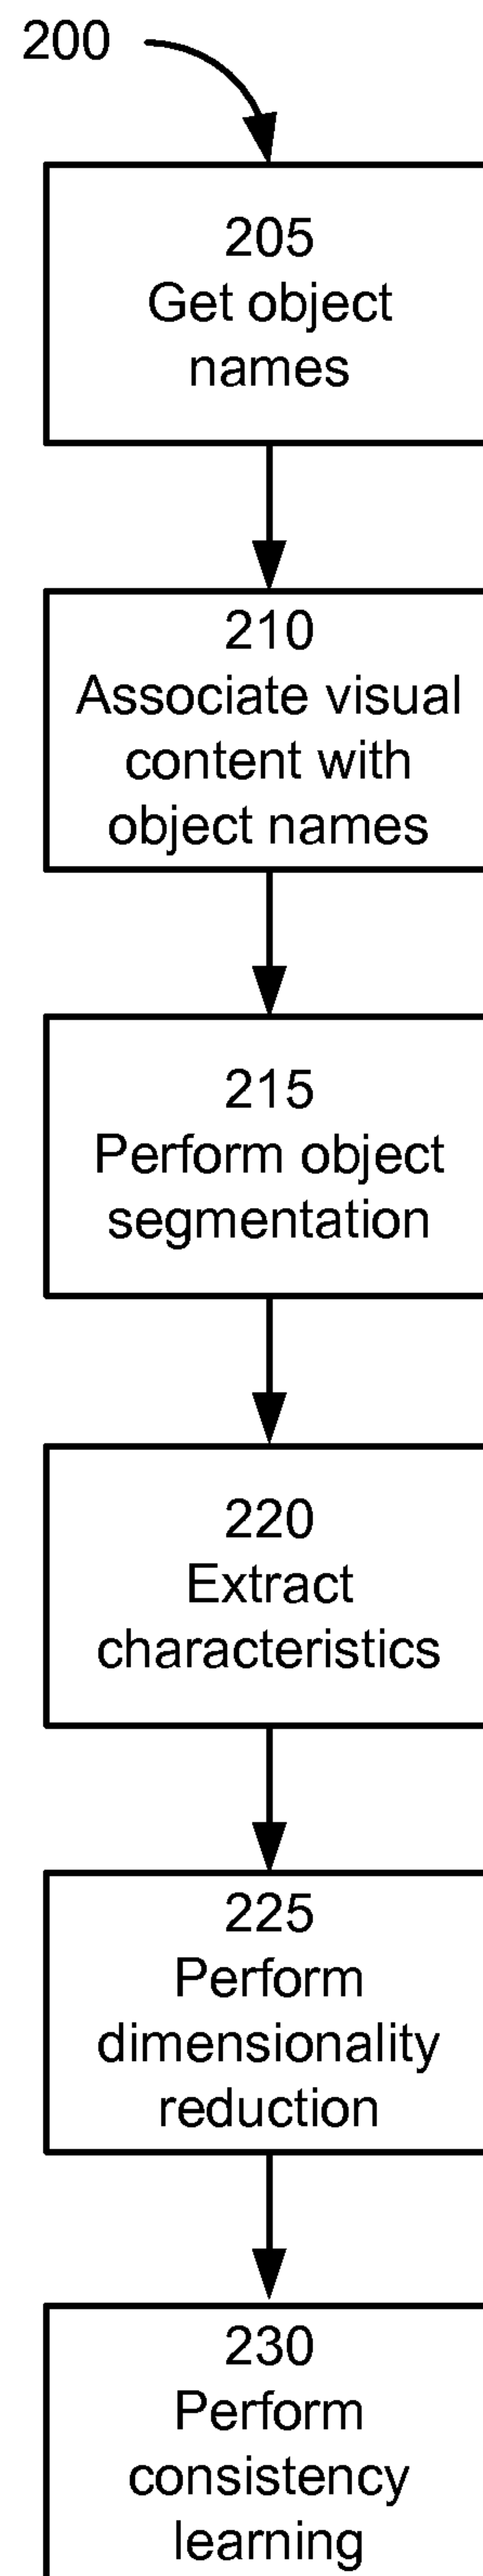 200
205
Get object
names
210
Associate visual
content with
object names
215
Perform object
segmentation
220
Extract
characteristics
225
Perform
dimensionality
reduction
230
Perform
consistency
learning